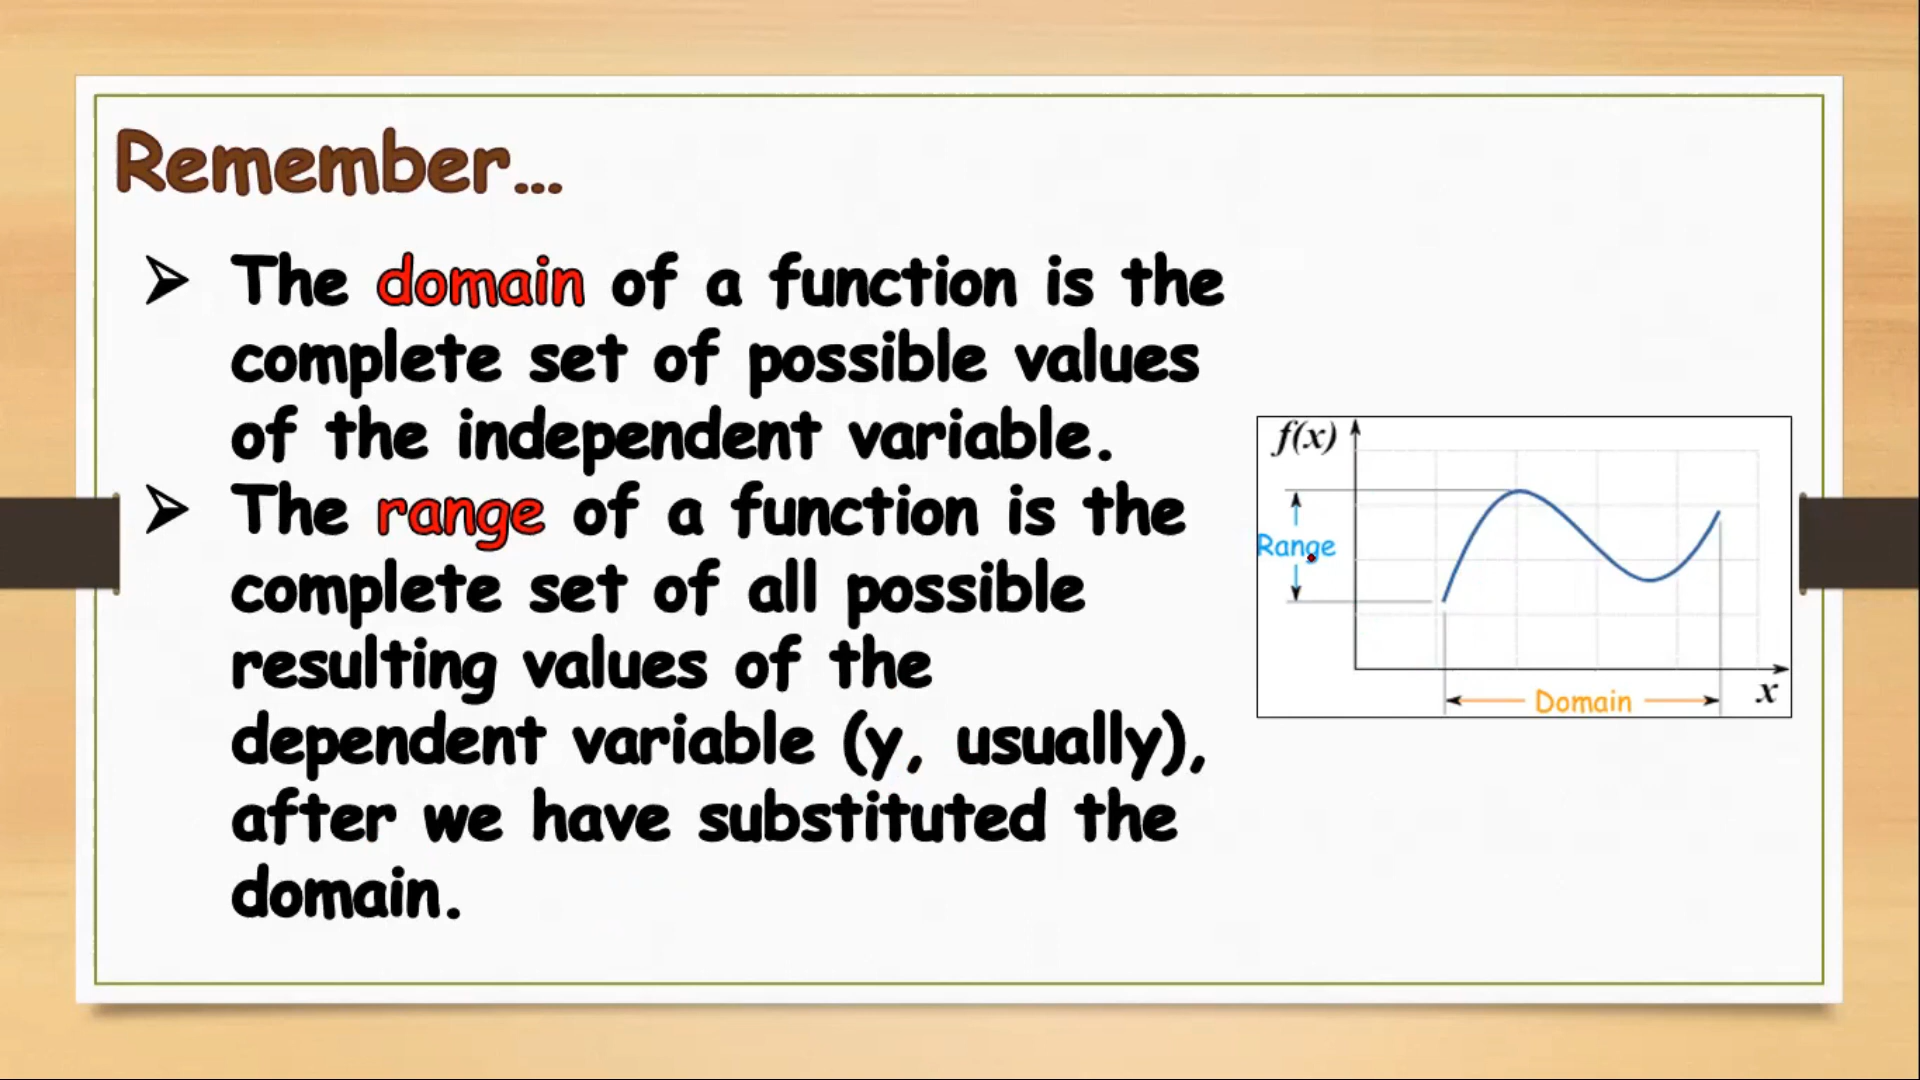 Remember...
➢ The domain of a function is the
complete set of possible values
of the independent variable.
➢ The range of a function is the
complete set of all possible
resulting values of the
dependent variable (y, usually),
after we have substituted the
domain.
f(x)
Range
Domain
x